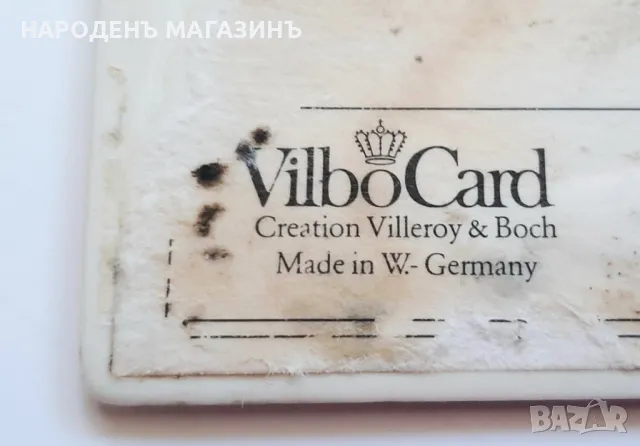 НАРОДЕНЪ МАГАЗИНЪ
VilboCard
Creation Villeroy & Boch
Made in W.- Germany
BAZAR